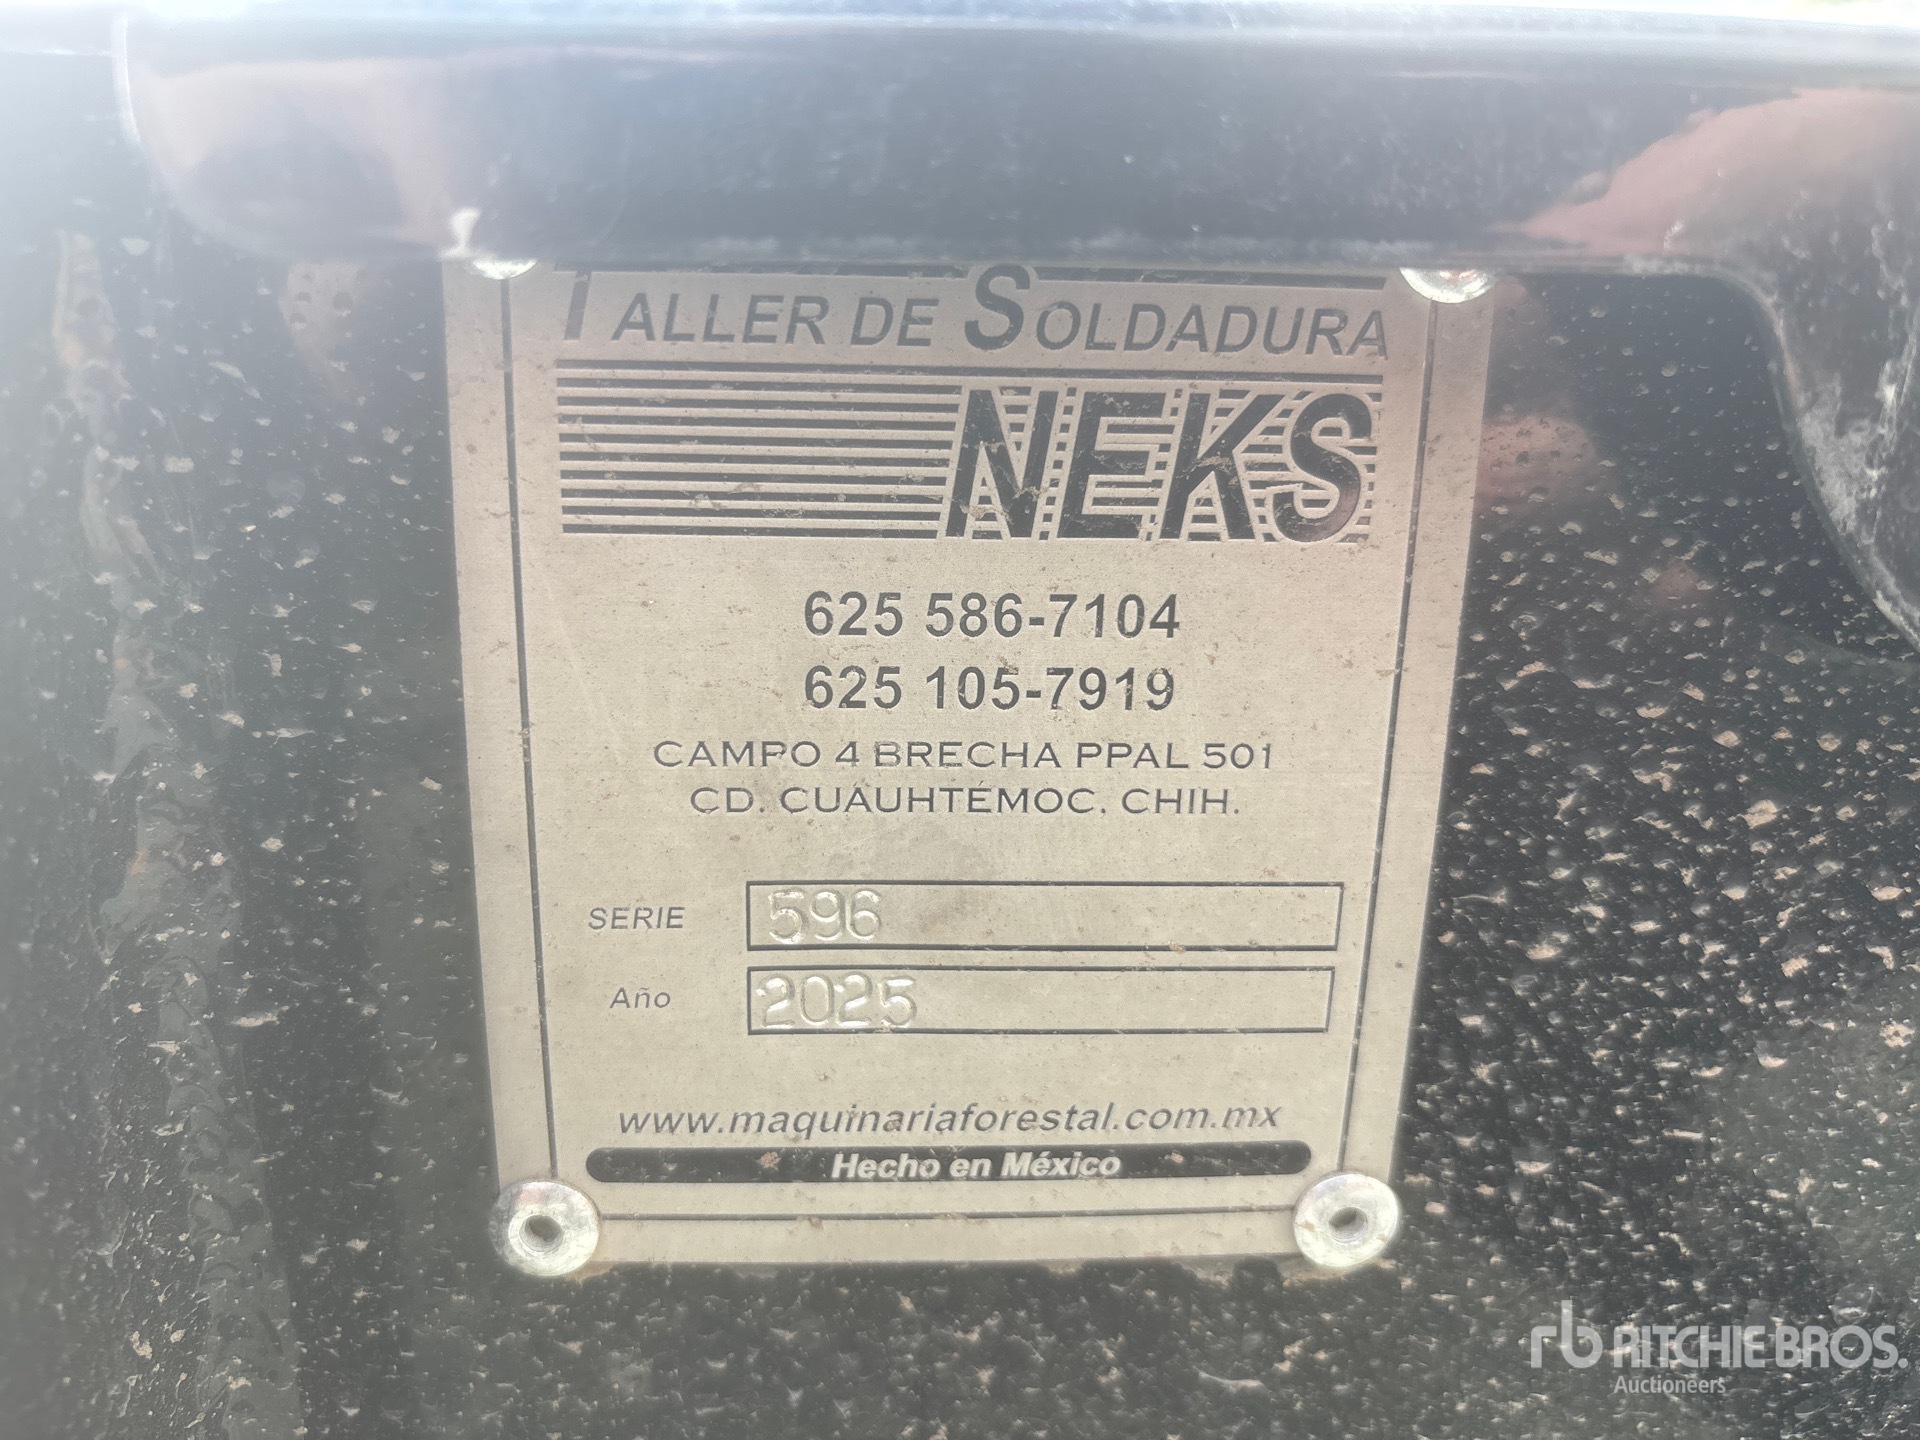 TALLER DE SOLDADURA
NEKS
625 586-7104
625 105-7919
CAMPO 4 BRECHA PPAL 501
CD. CUAUHTÉMOC, CHIH.
SERIE 596
Año 2025
www.maquinariaforestal.com.mx
Hecho en México
rb RITCHIE BROS.
Auctioneers